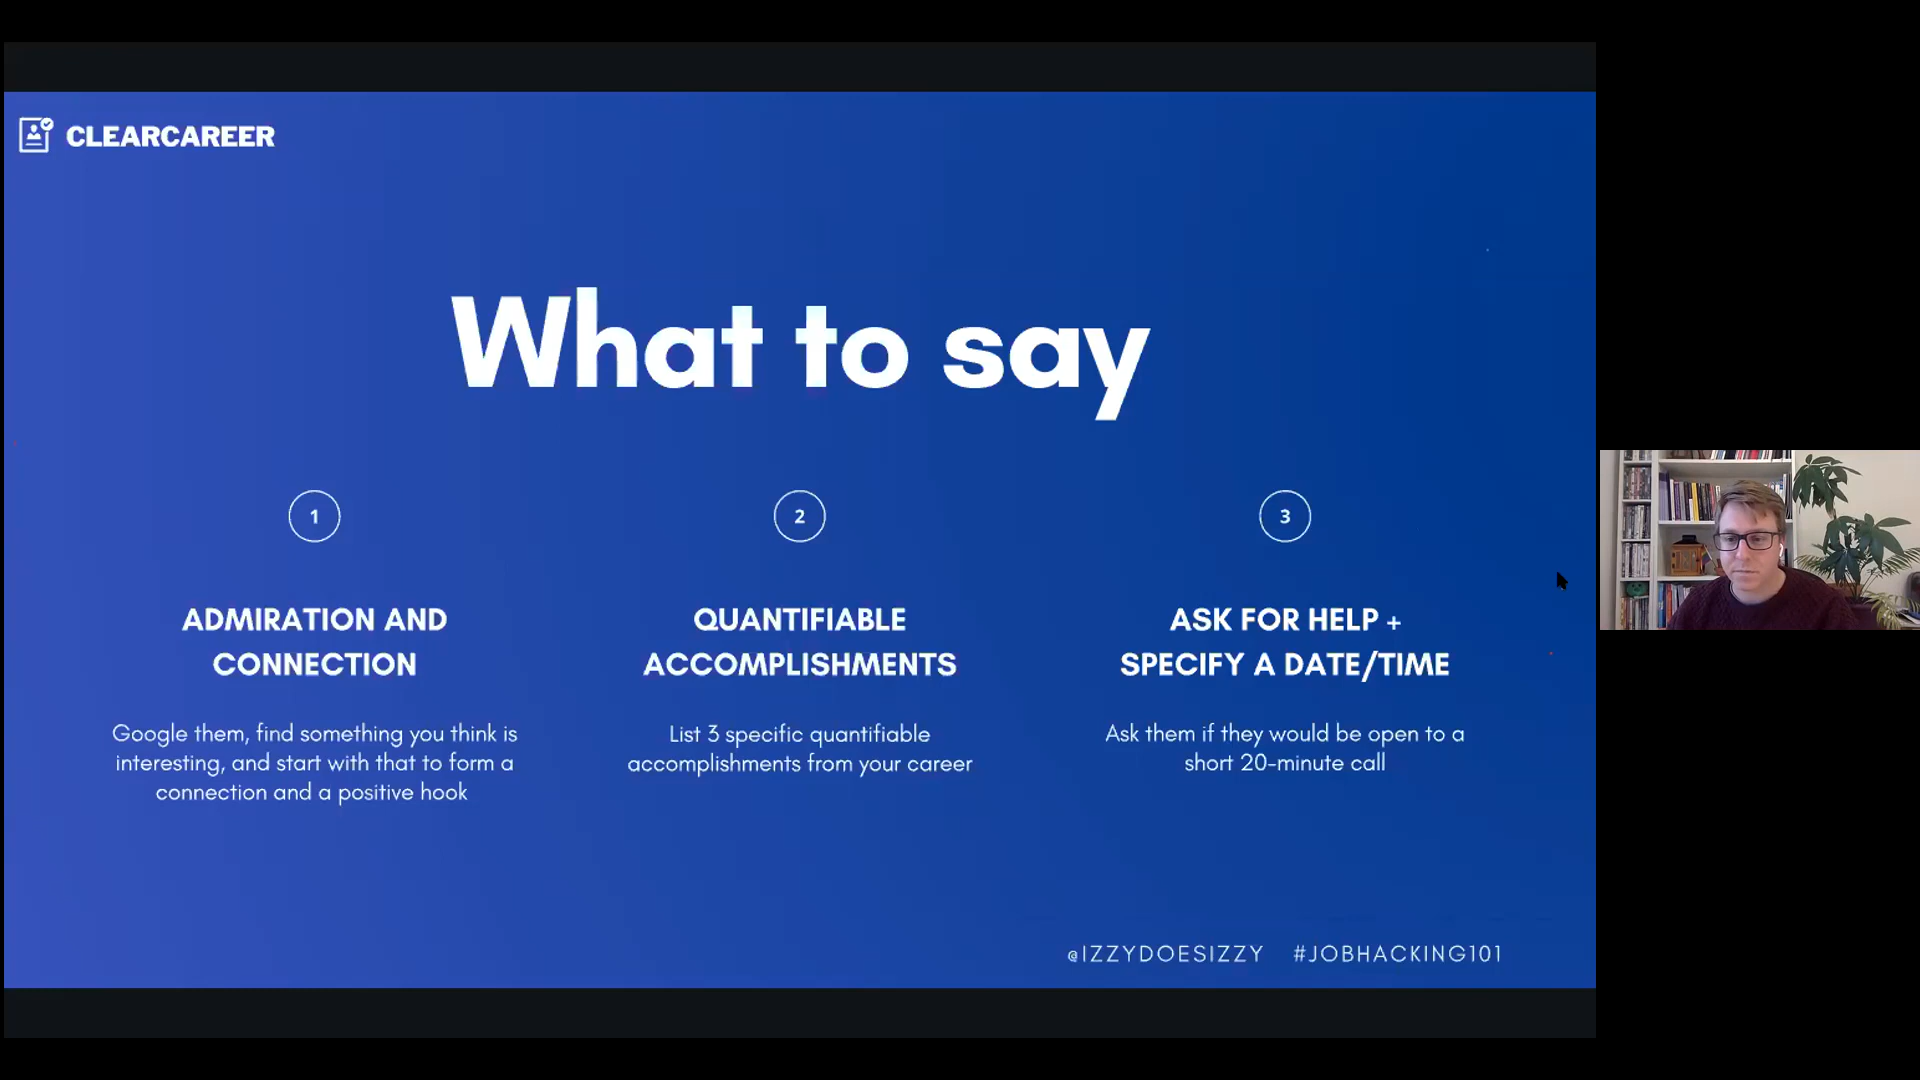 CLEARCAREER
What to say
1
ADMIRATION AND
CONNECTION
Google them, find something you think is
interesting, and start with that to form a
connection and a positive hook
2
QUANTIFIABLE
ACCOMPLISHMENTS
List 3 specific quantifiable
accomplishments from your career
3
ASK FOR HELP +
SPECIFY A DATE/TIME
Ask them if they would be open to a
short 20-minute call
@IZZYDOESIZZY #JOBHACKING101